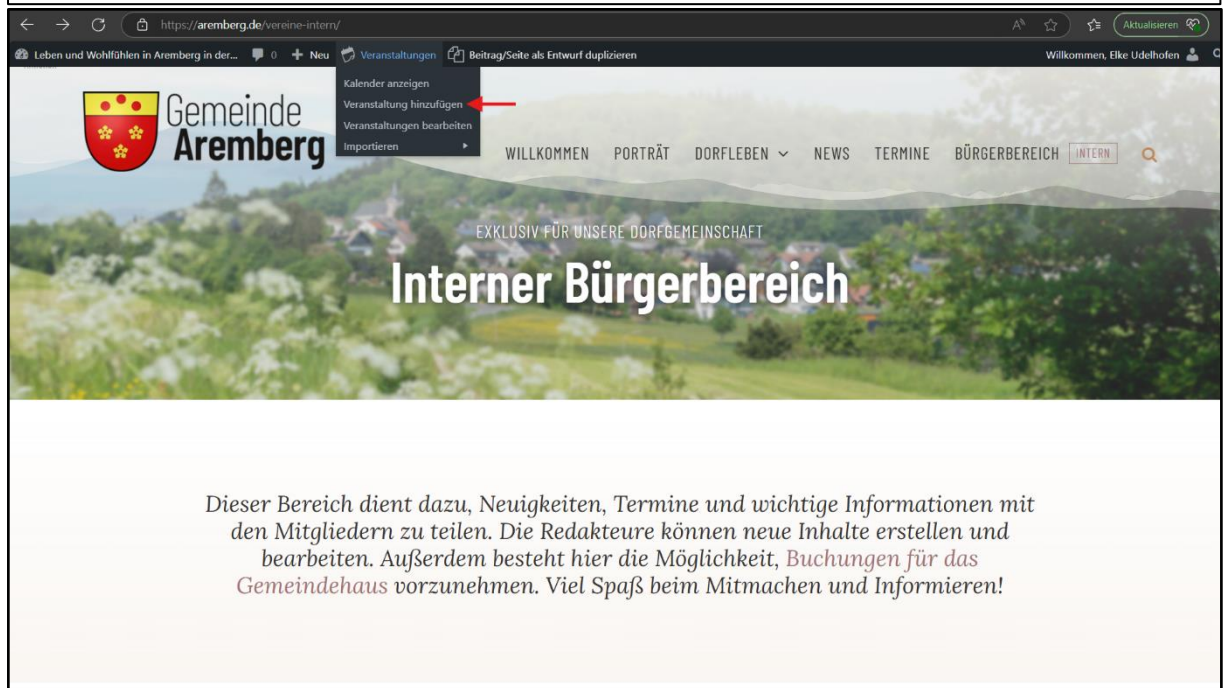 https://aremberg.de/vereine-intern/
Aktualisieren
Leben und Wohlfühlen in Aremberg in der... 0 Neu Veranstaltungen Beitrag/Seite als Entwurf duplizieren Willkommen, Elke Udelhofen
Kalender anzeigen
Veranstaltung hinzufügen
Veranstaltungen bearbeiten
Importieren
Gemeinde
Aremberg
WILLKOMMEN PORTRÄT DORFLEBEN NEWS TERMINE BÜRGERBEREICH INTERN
EXKLUSIV FÜR UNSERE DORFGEMEINSCHAFT
Interner Bürgerbereich
Dieser Bereich dient dazu, Neuigkeiten, Termine und wichtige Informationen mit
den Mitgliedern zu teilen. Die Redakteure können neue Inhalte erstellen und
bearbeiten. Außerdem besteht hier die Möglichkeit, Buchungen für das
Gemeindehaus vorzunehmen. Viel Spaß beim Mitmachen und Informieren!